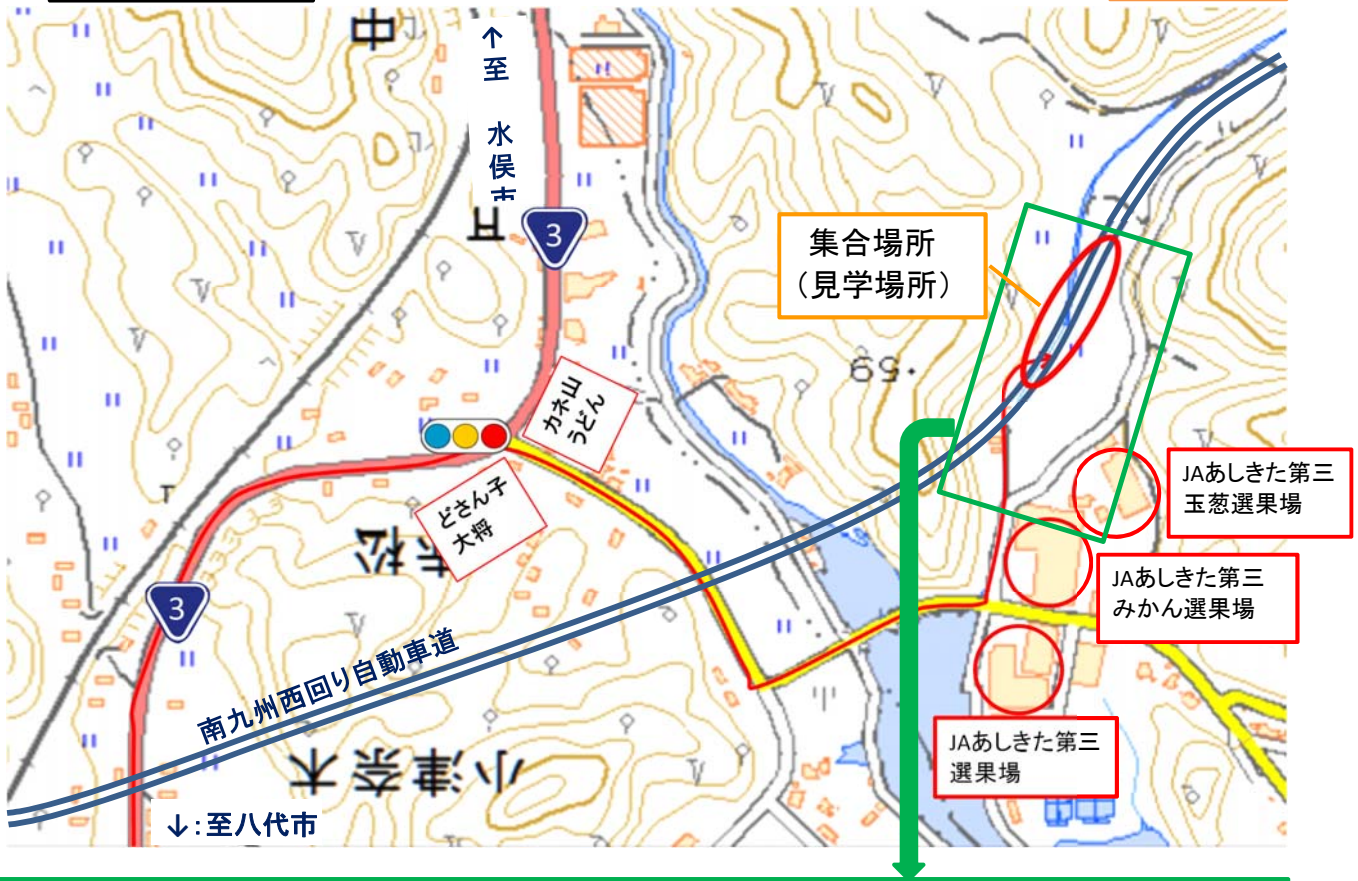 中
↑至 水俣市
日
3
集合場所
(見学場所)
・59
カネ山
うどん
どさん子
大将
3
南九州西回り自動車道
小津奈木
↓:至八代市
JAあしきた第三
玉葱選果場
JAあしきた第三
みかん選果場
JAあしきた第三
選果場